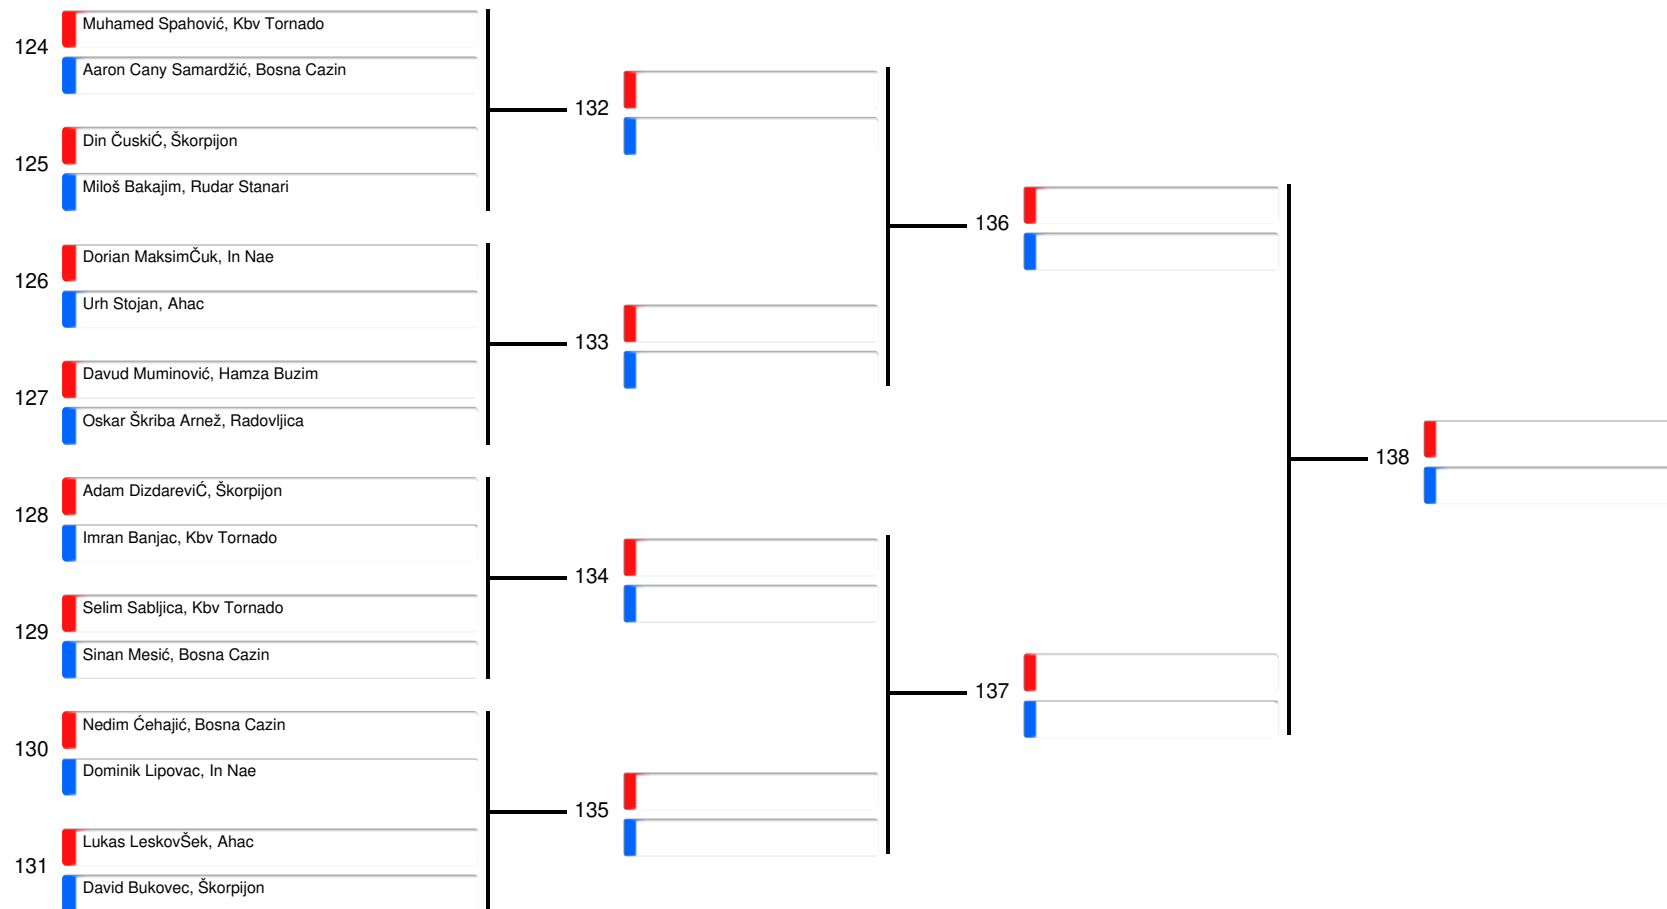 Muhamed Spahović, Kbv Tornado
124
Aaron Cany Samardžić, Bosna Cazin
132
Din ČuskiĆ, Škorpijon
125
Miloš Bakajim, Rudar Stanari
136
Dorian MaksimČuk, In Nae
126
Urh Stojan, Ahac
133
Davud Muminović, Hamza Buzim
127
Oskar Škriba Arnež, Radovljica
138
Adam DizdareviĆ, Škorpijon
128
Imran Banjac, Kbv Tornado
134
Selim Sabljica, Kbv Tornado
129
Sinan Mesić, Bosna Cazin
137
Nedim Ćehajić, Bosna Cazin
130
Dominik Lipovac, In Nae
135
Lukas LeskovŠek, Ahac
131
David Bukovec, Škorpijon